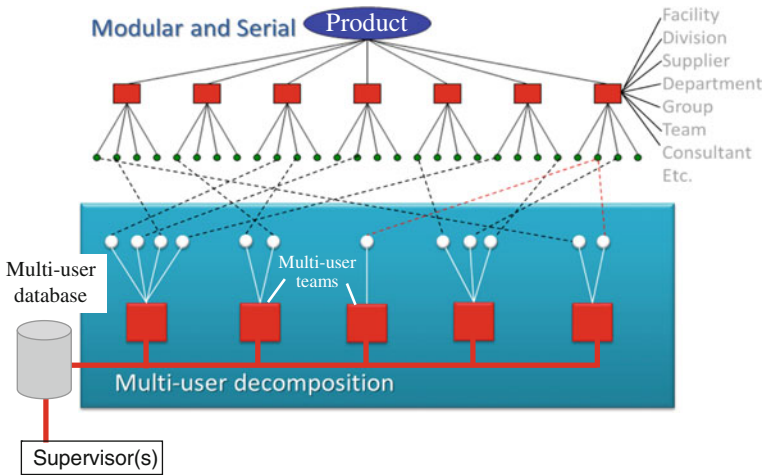 Modular and Serial
Product
Facility
Division
Supplier
Department
Group
Team
Consultant
Etc.
Multi-user
database
Multi-user
teams
Multi-user decomposition
Supervisor(s)